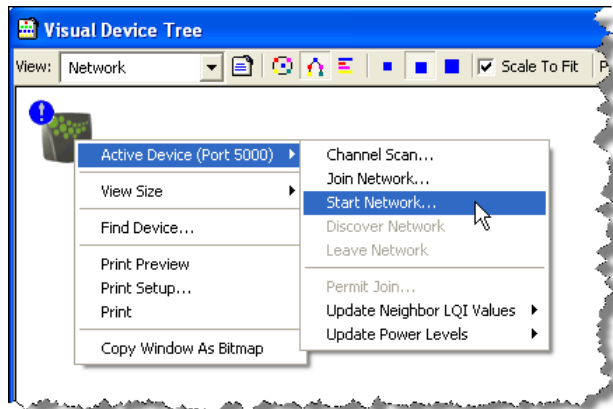 Visual Device Tree
View: Network Scale To Fit P
Active Device (Port 5000)
View Size
Find Device...
Print Preview
Print Setup...
Print
Copy Window As Bitmap
Channel Scan...
Join Network...
Start Network...
Discover Network
Leave Network
Permit Join...
Update Neighbor LQI Values
Update Power Levels